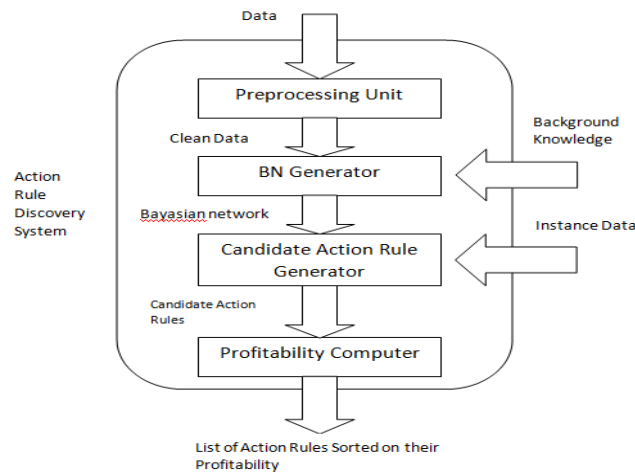 Data
Preprocessing Unit
Clean Data
Background
Knowledge
BN Generator
Action
Rule
Discovery
System
Bayasian network
Instance Data
Candidate Action Rule
Generator
Candidate Action
Rules
Profitability Computer
List of Action Rules Sorted on their
Profitability